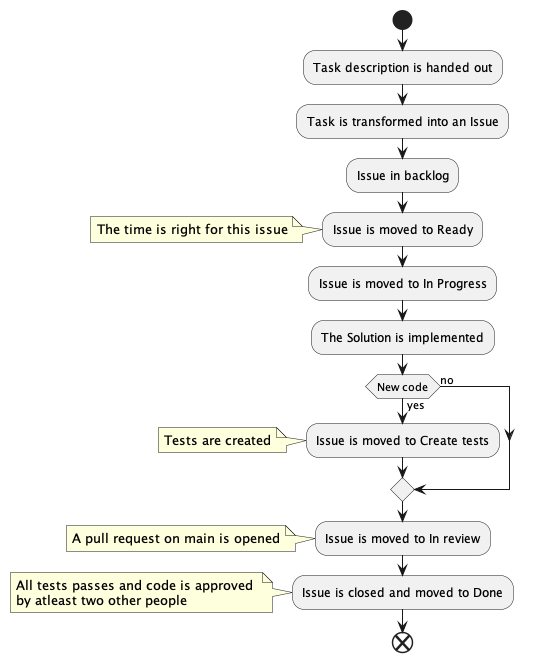 Task description is handed out
Task is transformed into an Issue
Issue in backlog
The time is right for this issue
Issue is moved to Ready
Issue is moved to In Progress
The Solution is implemented
New code
no
yes
Tests are created
Issue is moved to Create tests
A pull request on main is opened
Issue is moved to In review
All tests passes and code is approved
by atleast two other people
Issue is closed and moved to Done